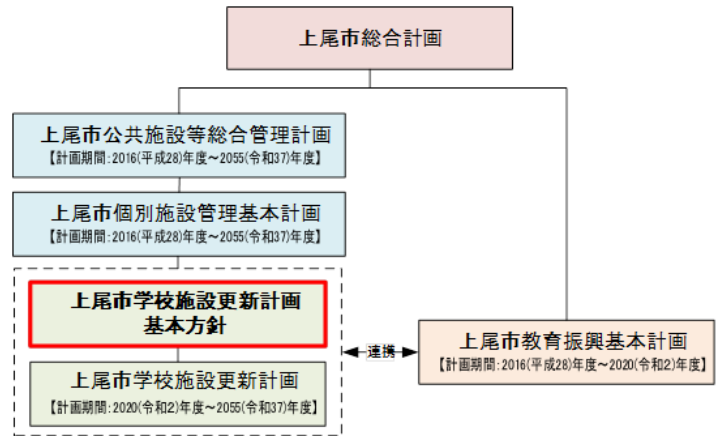 上尾市総合計画
上尾市公共施設等総合管理計画
【計画期間:2016(平成28)年度～2055(令和37)年度】
上尾市個別施設管理基本計画
【計画期間:2016(平成28)年度～2055(令和37)年度】
上尾市学校施設更新計画
基本方針
上尾市学校施設更新計画
【計画期間:2020(令和2)年度～2055(令和37)年度】
連携
上尾市教育振興基本計画
【計画期間:2016(平成28)年度～2020(令和2)年度】